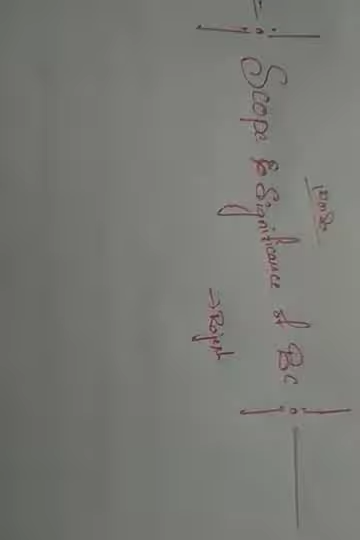 Scope & Significance of BC
→ Rajesh